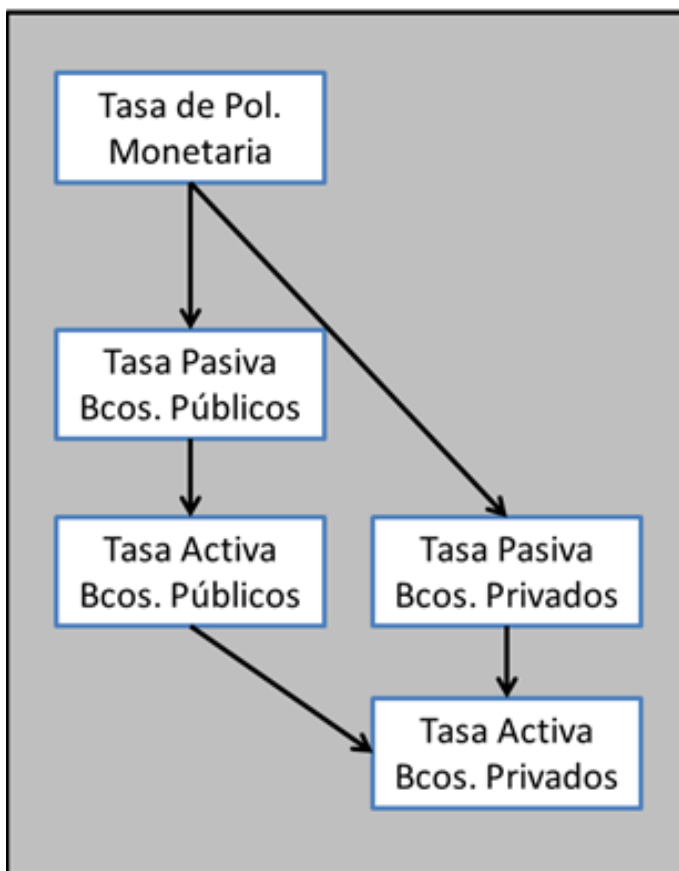 Tasa de Pol.
Monetaria
Tasa Pasiva
Bcos. Públicos
Tasa Activa
Bcos. Públicos
Tasa Pasiva
Bcos. Privados
Tasa Activa
Bcos. Privados